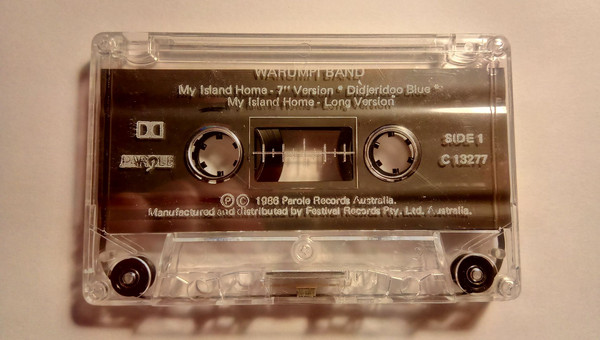 WARUMPI BAND
My Island Home - 7" Version * Didjeridoo Blue *
My Island Home - Long Version
PAROLE
SIDE 1
C 13277
Ⓟ © 1986 Parole Records Australia.
Manufactured and distributed by Festival Records Pty. Ltd. Australia.